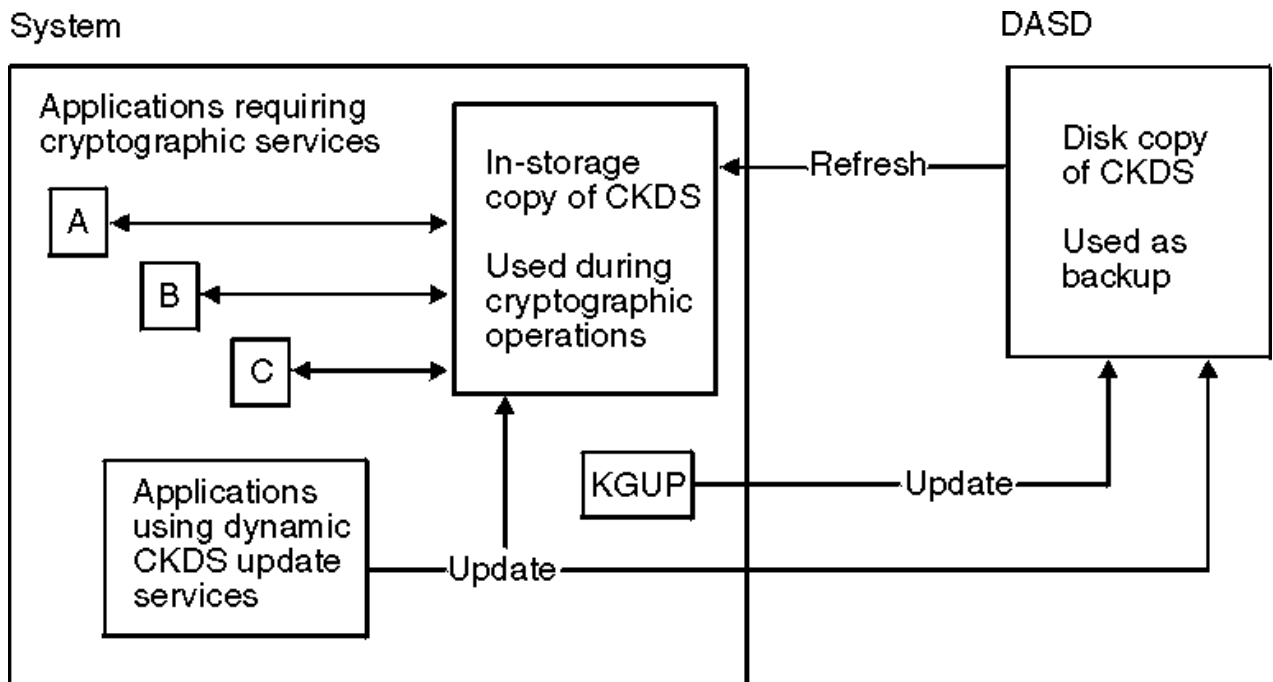 System
DASD
Applications requiring
cryptographic services
A
B
C
In-storage
copy of CKDS
Used during
cryptographic
operations
Refresh
Disk copy
of CKDS
Used as
backup
KGUP
Update
Applications
using dynamic
CKDS update
services
Update